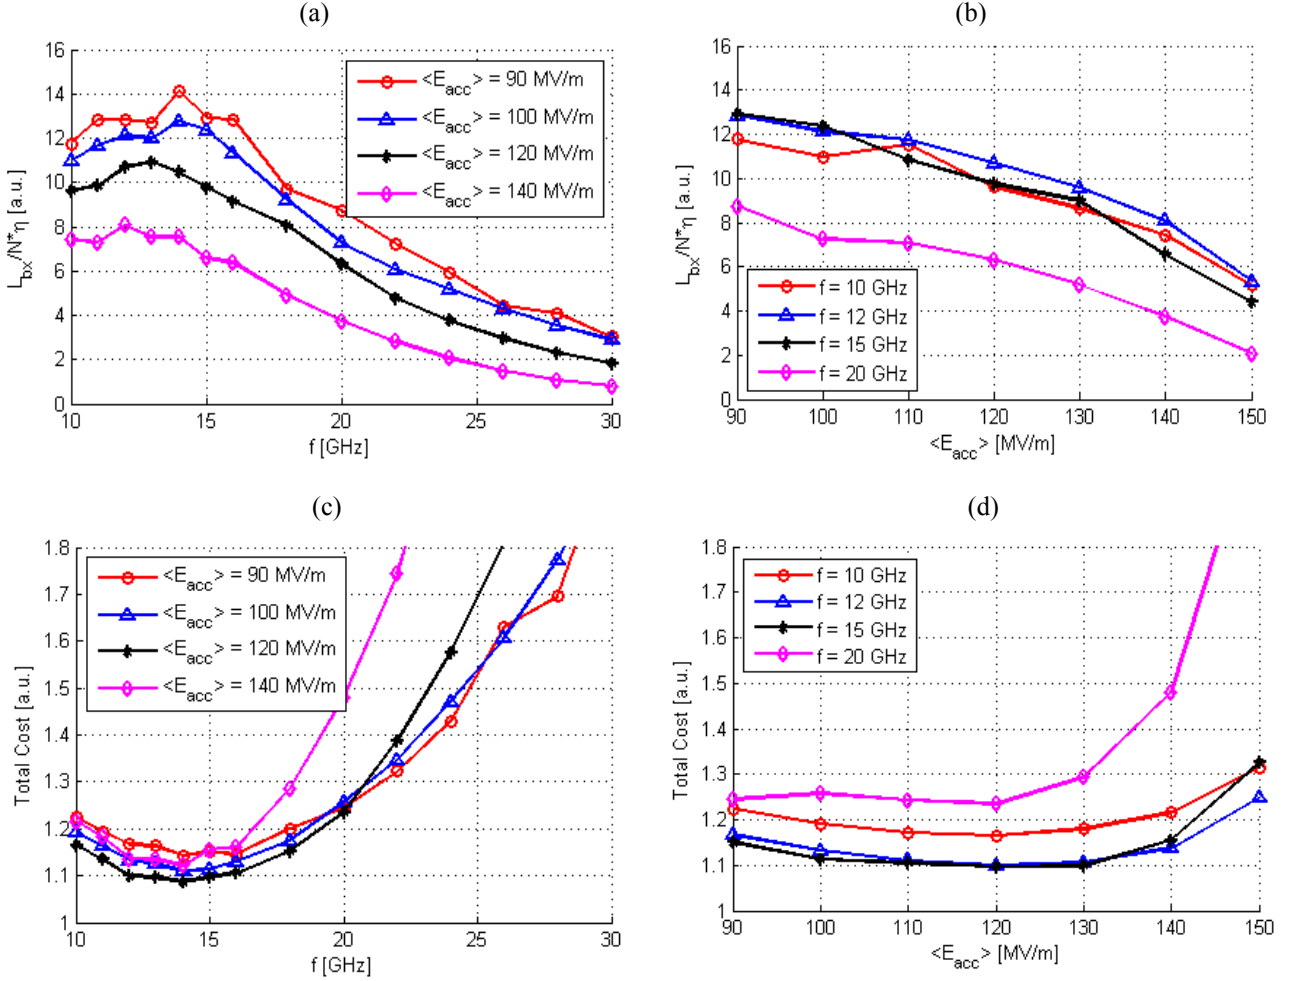 (a)
16
14
12
10
8
6
4
2
0
L_bx/N*η [a.u.]
<E_acc> = 90 MV/m
<E_acc> = 100 MV/m
<E_acc> = 120 MV/m
<E_acc> = 140 MV/m
10 15 20 25 30
f [GHz]
(b)
16
14
12
10
8
6
4
2
0
L_bx/N*η [a.u.]
f = 10 GHz
f = 12 GHz
f = 15 GHz
f = 20 GHz
90 100 110 120 130 140 150
<E_acc> [MV/m]
(c)
1.8
1.7
1.6
1.5
1.4
1.3
1.2
1.1
1
Total Cost [a.u.]
<E_acc> = 90 MV/m
<E_acc> = 100 MV/m
<E_acc> = 120 MV/m
<E_acc> = 140 MV/m
10 15 20 25 30
f [GHz]
(d)
1.8
1.7
1.6
1.5
1.4
1.3
1.2
1.1
1
Total Cost [a.u.]
f = 10 GHz
f = 12 GHz
f = 15 GHz
f = 20 GHz
90 100 110 120 130 140 150
<E_acc> [MV/m]